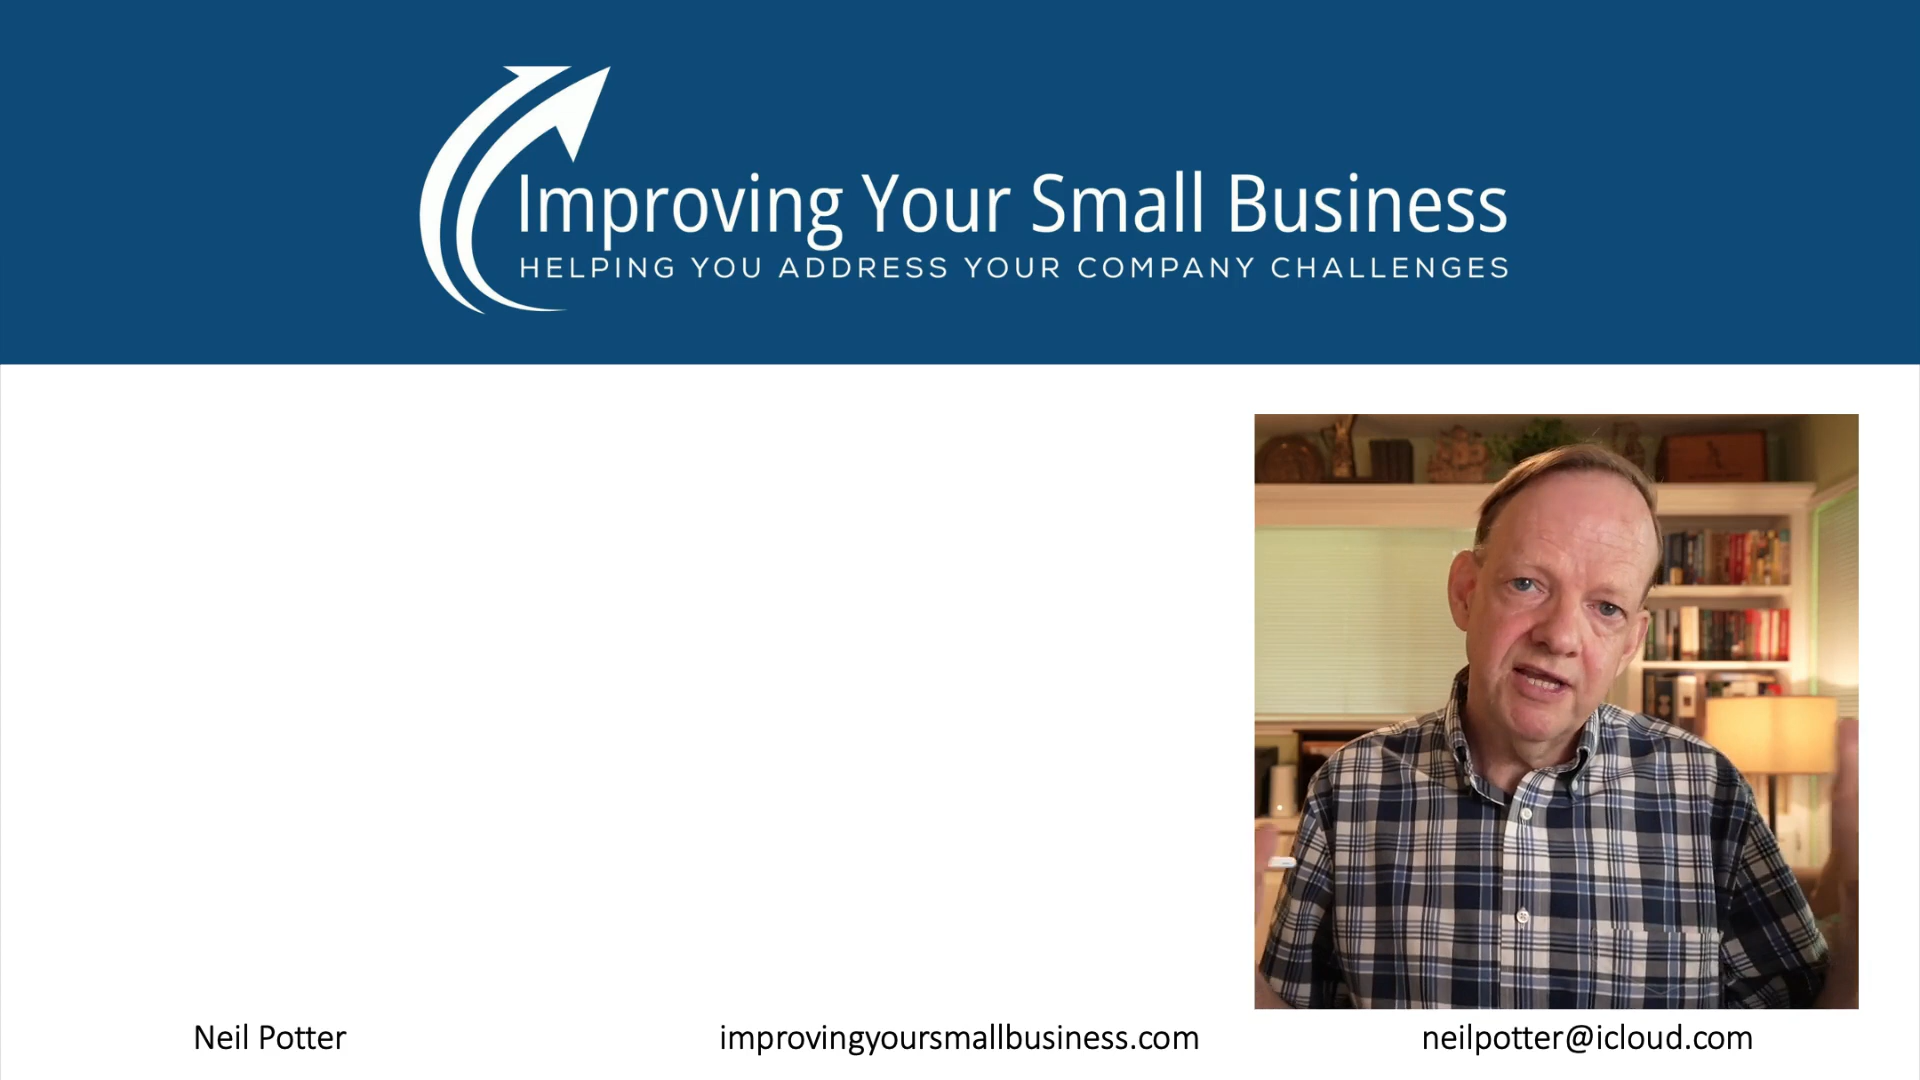 Improving Your Small Business
HELPING YOU ADDRESS YOUR COMPANY CHALLENGES
Neil Potter
improvingyoursmallbusiness.com
neilpotter@icloud.com